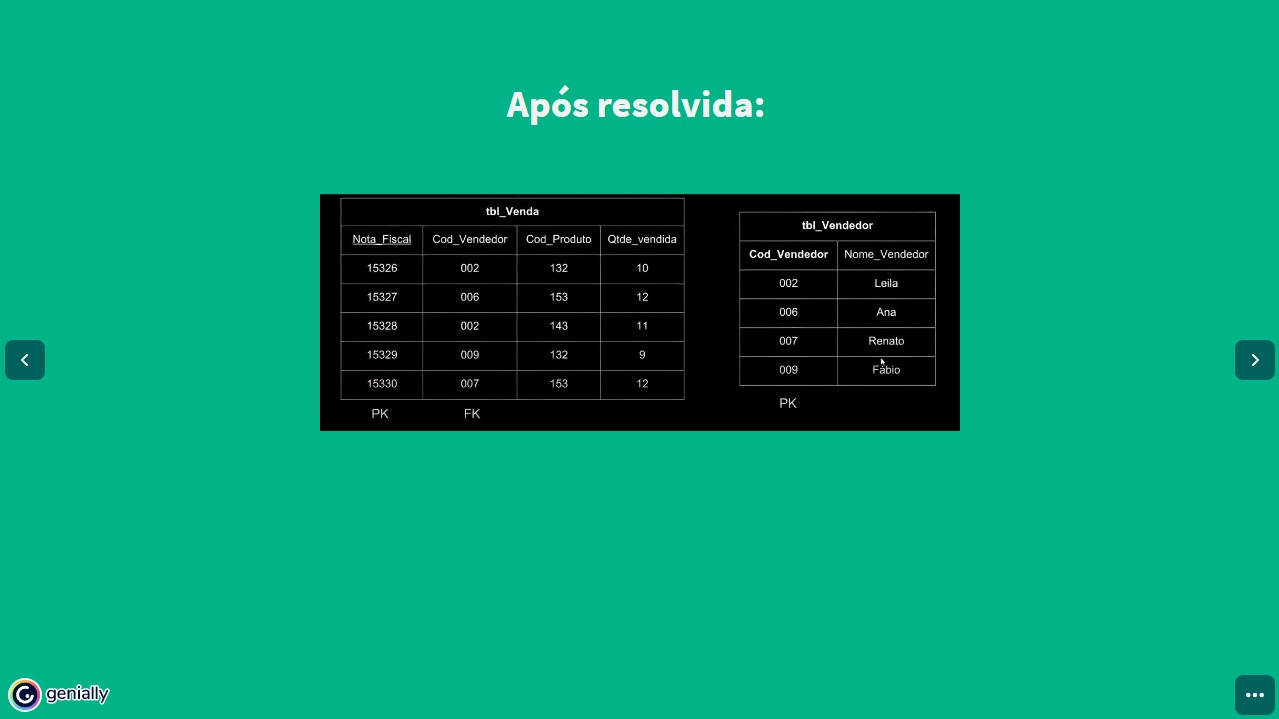 Após resolvida:
tbl_Venda
Nota_Fiscal Cod_Vendedor Cod_Produto Qtde_vendida
15326 002 132 10
15327 006 153 12
15328 002 143 11
15329 009 132 9
15330 007 153 12
PK FK
tbl_Vendedor
Cod_Vendedor Nome_Vendedor
002 Leila
006 Ana
007 Renato
009 Fábio
PK
genially